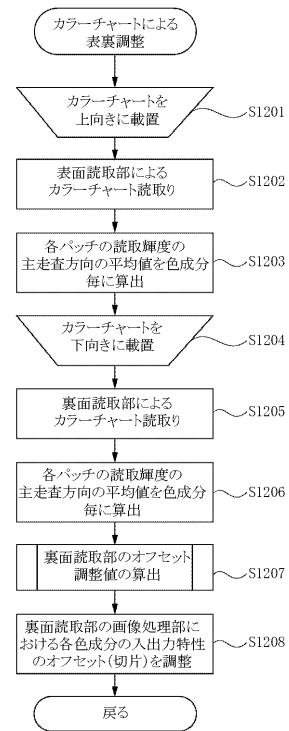 カラーチャートによる
表裏調整
カラーチャートを
上向きに載置
S1201
表面読取部による
カラーチャート読取り
S1202
各パッチの読取輝度の
主走査方向の平均値を色成分
毎に算出
S1203
カラーチャートを
下向きに載置
S1204
裏面読取部による
カラーチャート読取り
S1205
各パッチの読取輝度の
主走査方向の平均値を色成分
毎に算出
S1206
裏面読取部のオフセット
調整値の算出
S1207
裏面読取部の画像処理部に
おける各色成分の入出力特性
のオフセット(切片)を調整
S1208
戻る